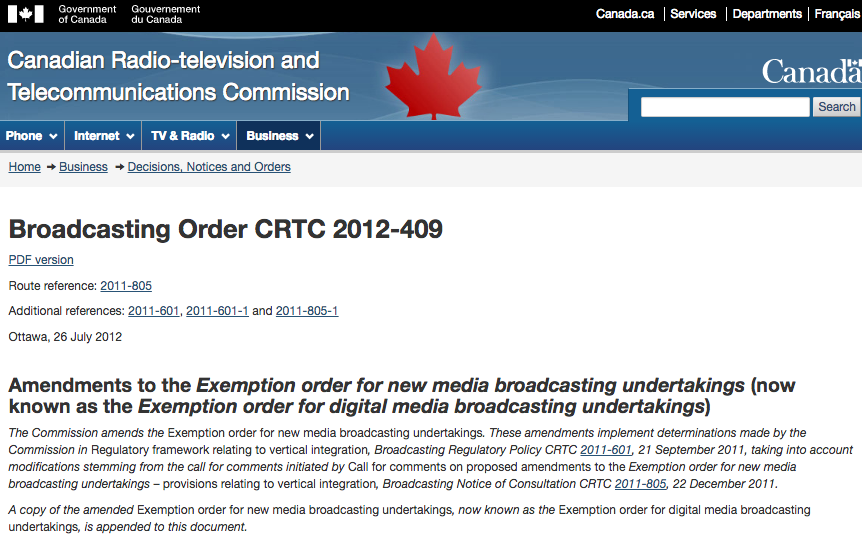 Government of Canada
Gouvernement du Canada
Canada.ca | Services | Departments | Français
Canadian Radio-television and
Telecommunications Commission
Canada
Search
Phone Internet TV & Radio Business
Home ➔ Business ➔ Decisions, Notices and Orders
Broadcasting Order CRTC 2012-409
PDF version
Route reference: 2011-805
Additional references: 2011-601, 2011-601-1 and 2011-805-1
Ottawa, 26 July 2012
Amendments to the Exemption order for new media broadcasting undertakings (now
known as the Exemption order for digital media broadcasting undertakings)
The Commission amends the Exemption order for new media broadcasting undertakings. These amendments implement determinations made by the
Commission in Regulatory framework relating to vertical integration, Broadcasting Regulatory Policy CRTC 2011-601, 21 September 2011, taking into account
modifications stemming from the call for comments initiated by Call for comments on proposed amendments to the Exemption order for new media
broadcasting undertakings – provisions relating to vertical integration, Broadcasting Notice of Consultation CRTC 2011-805, 22 December 2011.
A copy of the amended Exemption order for new media broadcasting undertakings, now known as the Exemption order for digital media broadcasting
undertakings, is appended to this document.